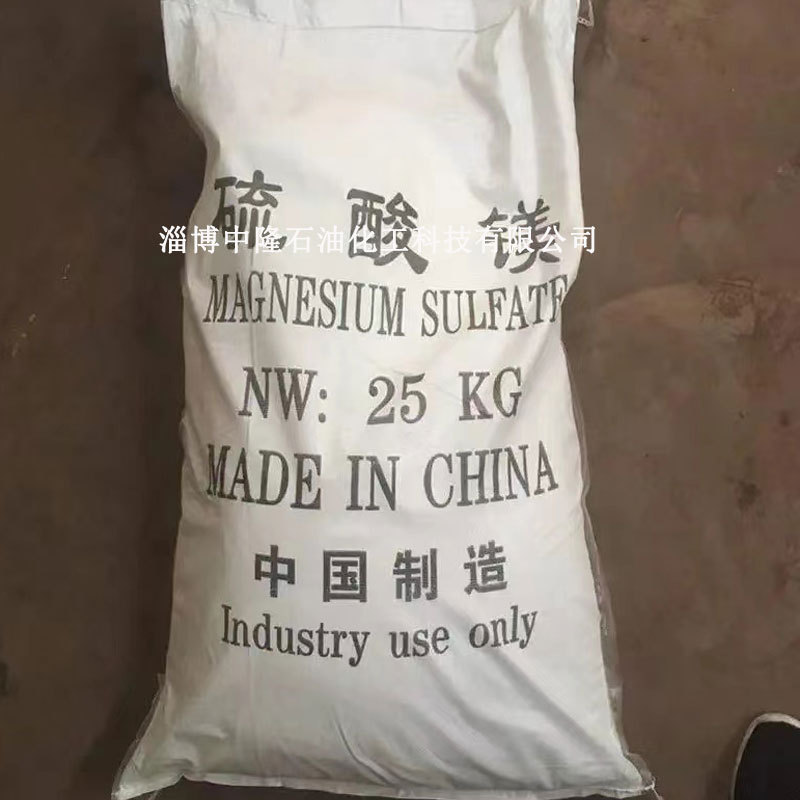 硫酸镁
淄博中隆石油化工科技有限公司
MAGNESIUM SULFATE
NW: 25 KG
MADE IN CHINA
中国制造
Industry use only